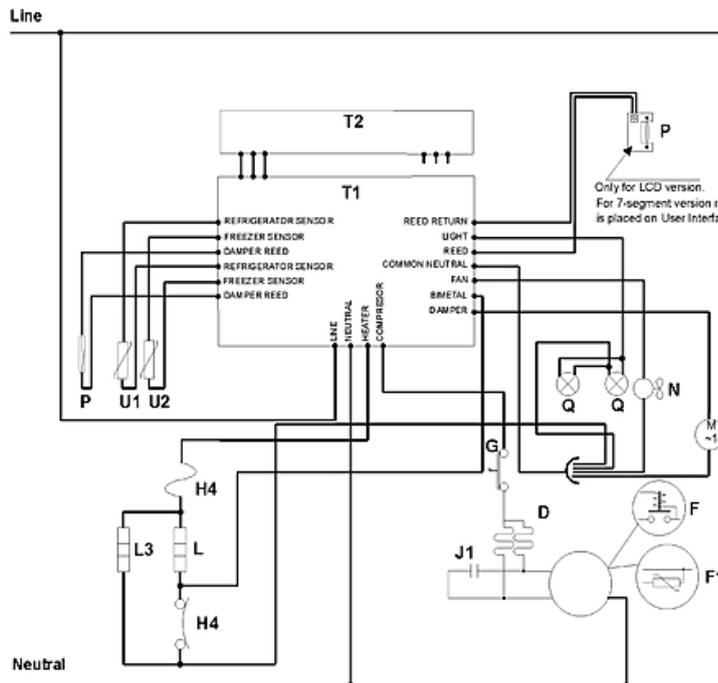 Line
T2
P
T1
Only for LCD version.
For 7-segment version r
is placed on User Interfa
REFRIGERATOR SENSOR
REED RETURN
FREEZER SENSOR
LIGHT
DAMPER REED
REED
REFRIGERATOR SENSOR
COMMON NEUTRAL
FREEZER SENSOR
FAN
DAMPER REED
BIMETAL
DAMPER
LINE
NEUTRAL
HEATER
COMPRESOR
P
U1
U2
Q
Q
N
M
~1
G
H4
D
F
L3
L
J1
F1
H4
Neutral